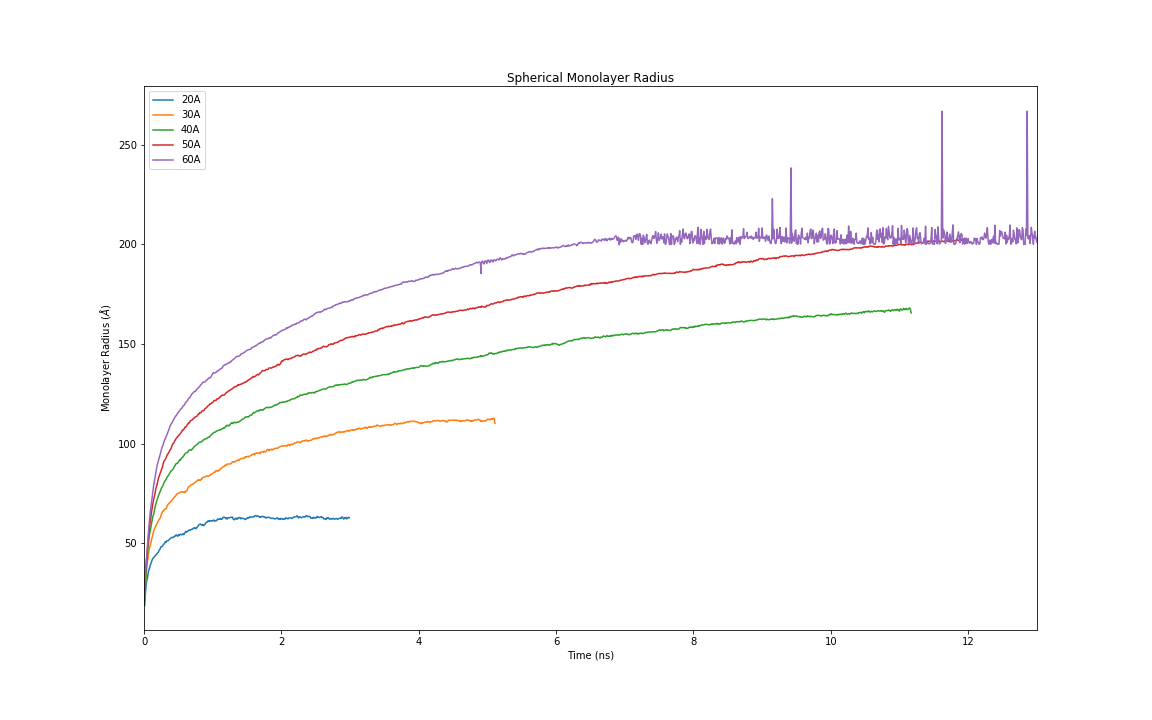 Spherical Monolayer Radius
20A
30A
40A
50A
60A
250
200
150
100
50
Monolayer Radius (Å)
0 2 4 6 8 10 12
Time (ns)